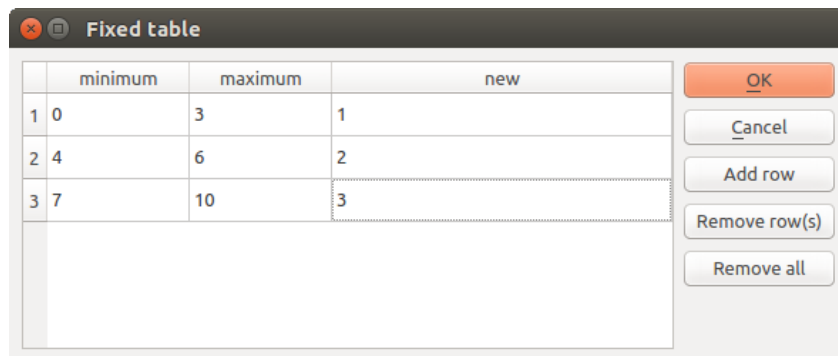 Fixed table
minimum maximum new
1 0 3 1
2 4 6 2
3 7 10 3
OK
Cancel
Add row
Remove row(s)
Remove all